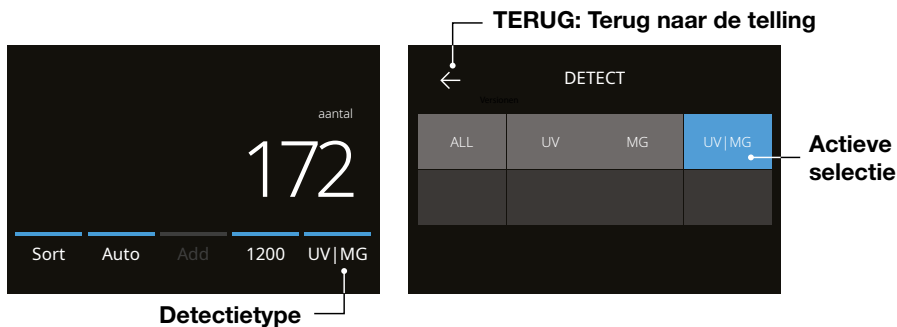 TERUG: Terug naar de telling
aantal
172
Sort Auto Add 1200 UV|MG
Detectietype
DETECT
Versionen
ALL UV MG UV|MG
Actieve
selectie